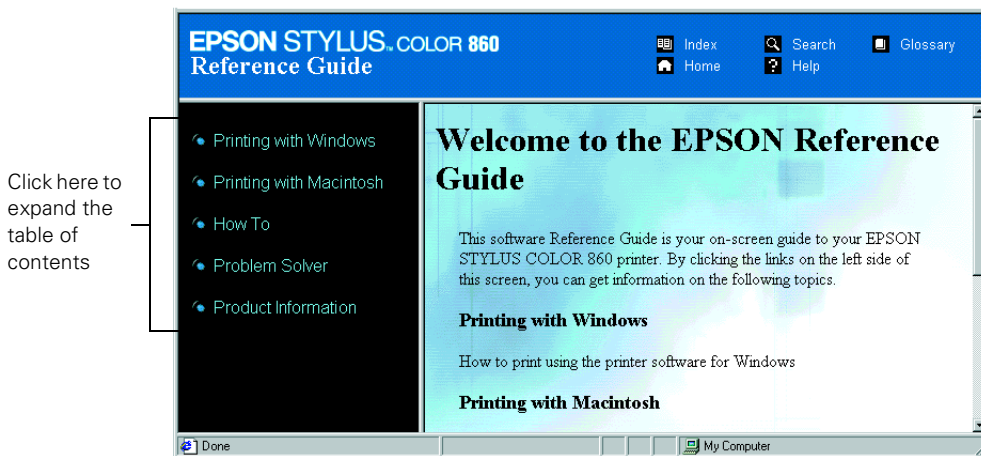 EPSON STYLUS™ COLOR 860
Reference Guide
Index
Search
Glossary
Home
? Help
Click here to
expand the
table of
contents
Printing with Windows
Printing with Macintosh
How To
Problem Solver
Product Information
Welcome to the EPSON Reference
Guide
This software Reference Guide is your on-screen guide to your EPSON
STYLUS COLOR 860 printer. By clicking the links on the left side of
this screen, you can get information on the following topics.
Printing with Windows
How to print using the printer software for Windows
Printing with Macintosh
Done
My Computer